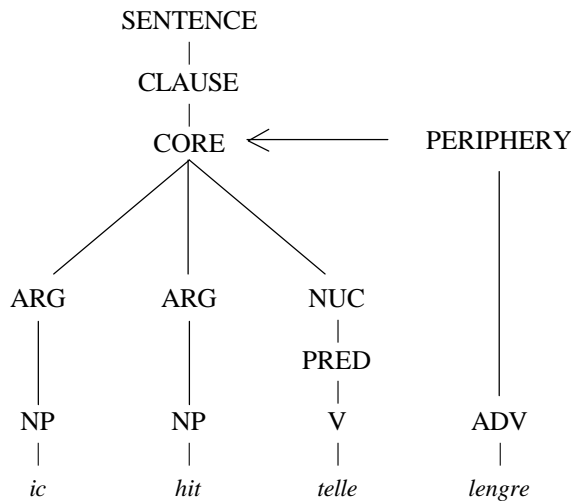 SENTENCE
CLAUSE
CORE PERIPHERY
ARG ARG NUC
PRED
NP NP V ADV
ic hit telle lengre